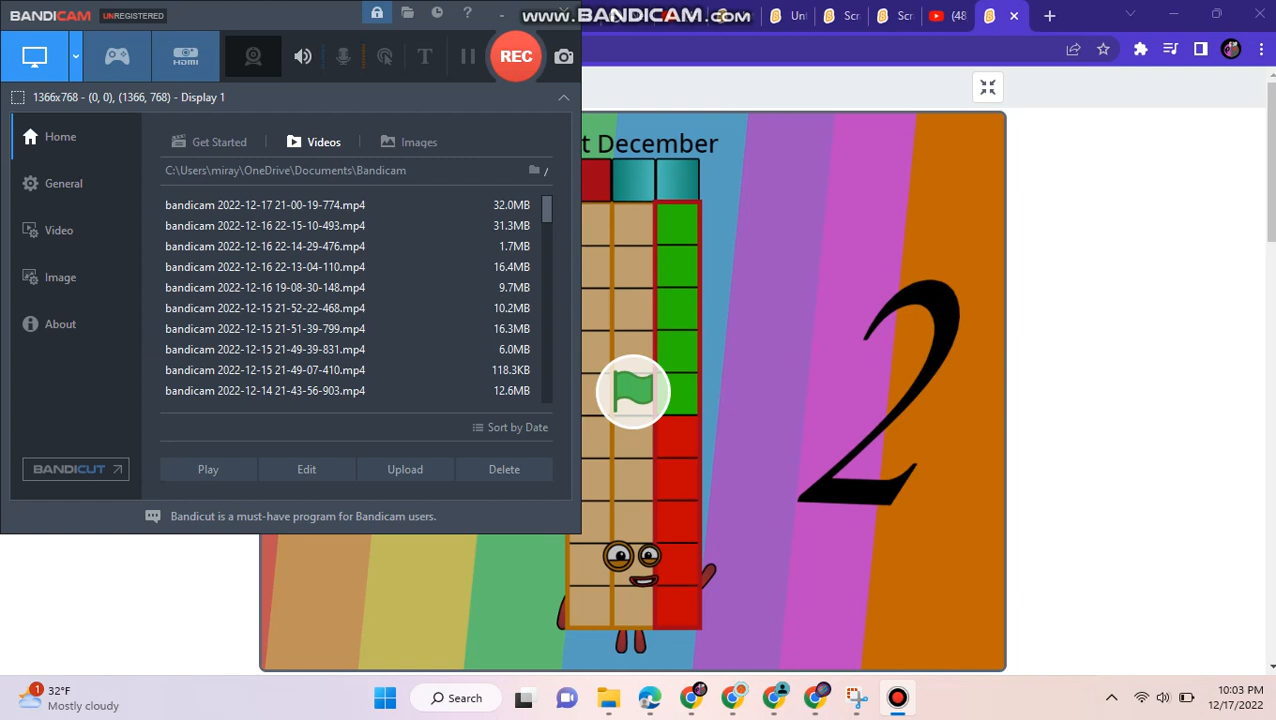 BANDICAM UNREGISTERED
www.BANDICAM.com
Unl
Scr
Scr
(48
HDMI
T
REC
1366x768 - (0, 0), (1366, 768) - Display 1
Home
General
Video
Image
About
BANDICUT
Get Started
Videos
Images
C:\Users\miray\OneDrive\Documents\Bandicam
/
bandicam 2022-12-17 21-00-19-774.mp4 32.0MB
bandicam 2022-12-16 22-15-10-493.mp4 31.3MB
bandicam 2022-12-16 22-14-29-476.mp4 1.7MB
bandicam 2022-12-16 22-13-04-110.mp4 16.4MB
bandicam 2022-12-16 19-08-30-148.mp4 9.7MB
bandicam 2022-12-15 21-52-22-468.mp4 10.2MB
bandicam 2022-12-15 21-51-39-799.mp4 16.3MB
bandicam 2022-12-15 21-49-39-831.mp4 6.0MB
bandicam 2022-12-15 21-49-07-410.mp4 118.3KB
bandicam 2022-12-14 21-43-56-903.mp4 12.6MB
Sort by Date
Play Edit Upload Delete
Bandicut is a must-have program for Bandicam users.
t December
2
1
32°F
Mostly cloudy
Search
10:03 PM
12/17/2022